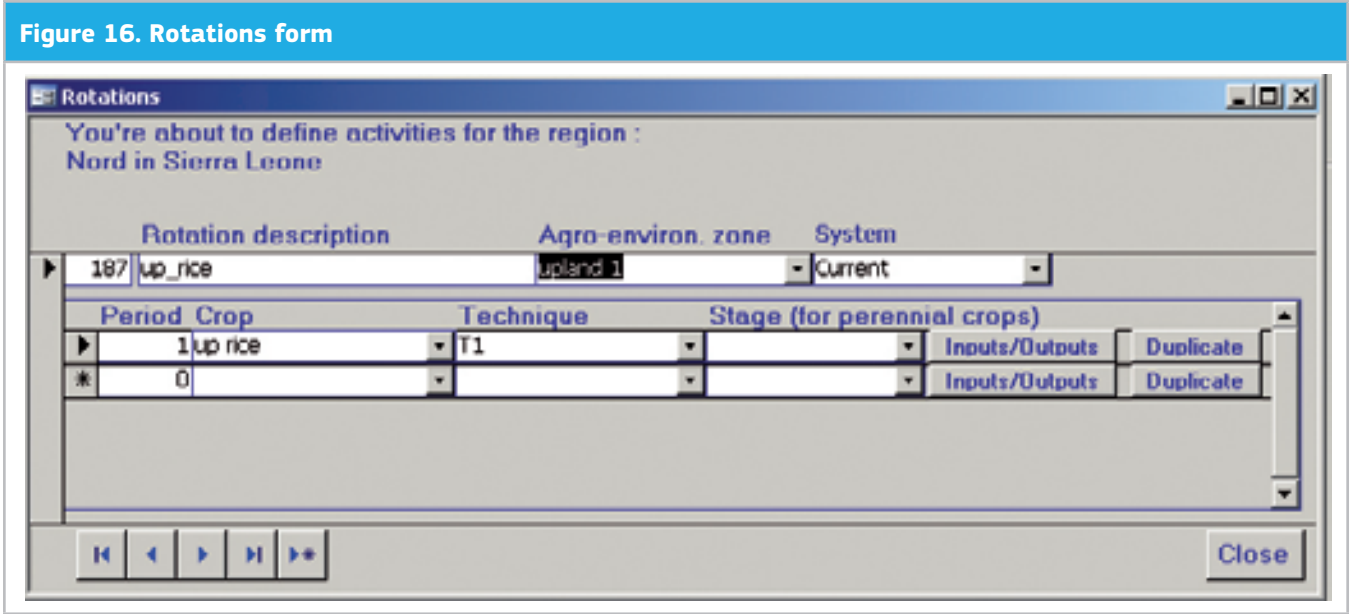 Figure 16. Rotations form
Rotations
You're about to define activities for the region :
Nord in Sierra Leone
Rotation description Agro-environ. zone System
187 up_rice upland 1 Current
Period Crop Technique Stage (for perennial crops)
1 up rice T1 Inputs/Outputs Duplicate
0 Inputs/Outputs Duplicate
Close